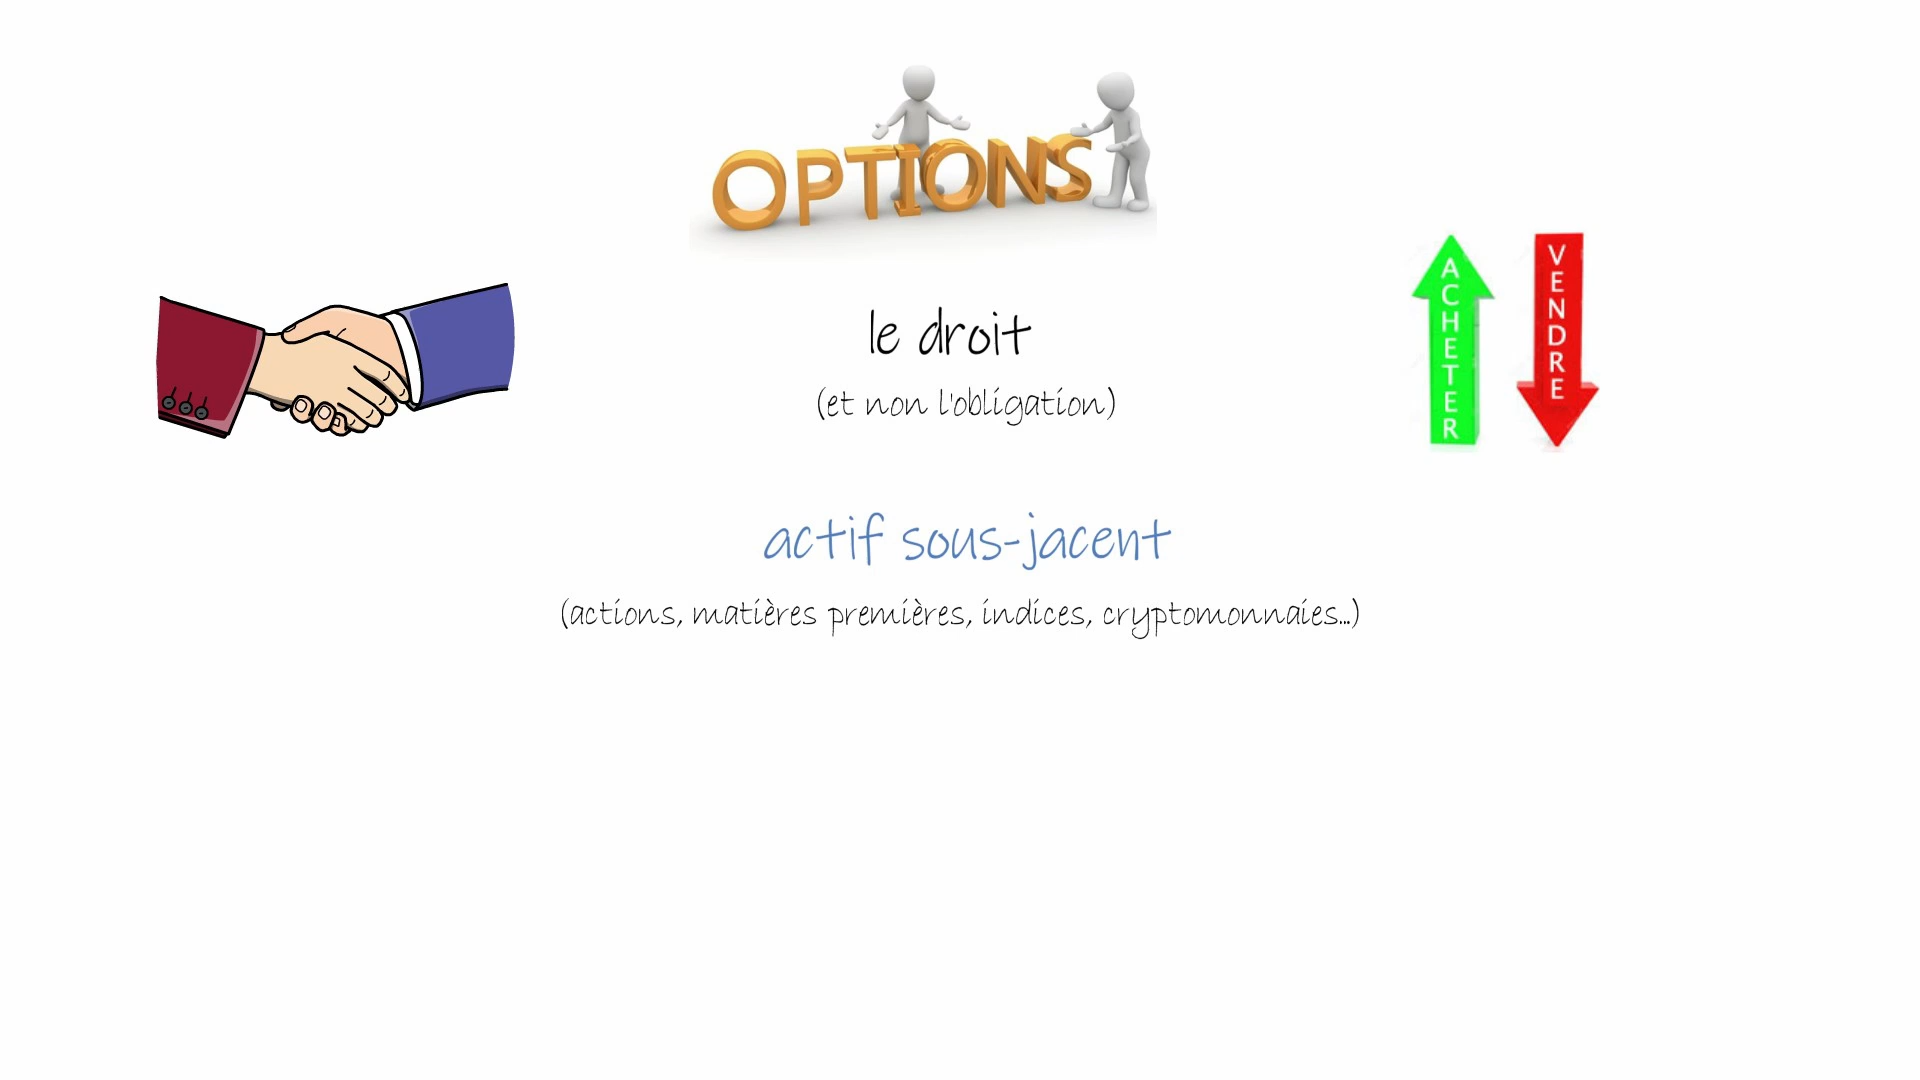 OPTIONS
ACHETER
VENDRE
le droit
(et non l'obligation)
actif sous-jacent
(actions, matières premières, indices, cryptomonnaies...)